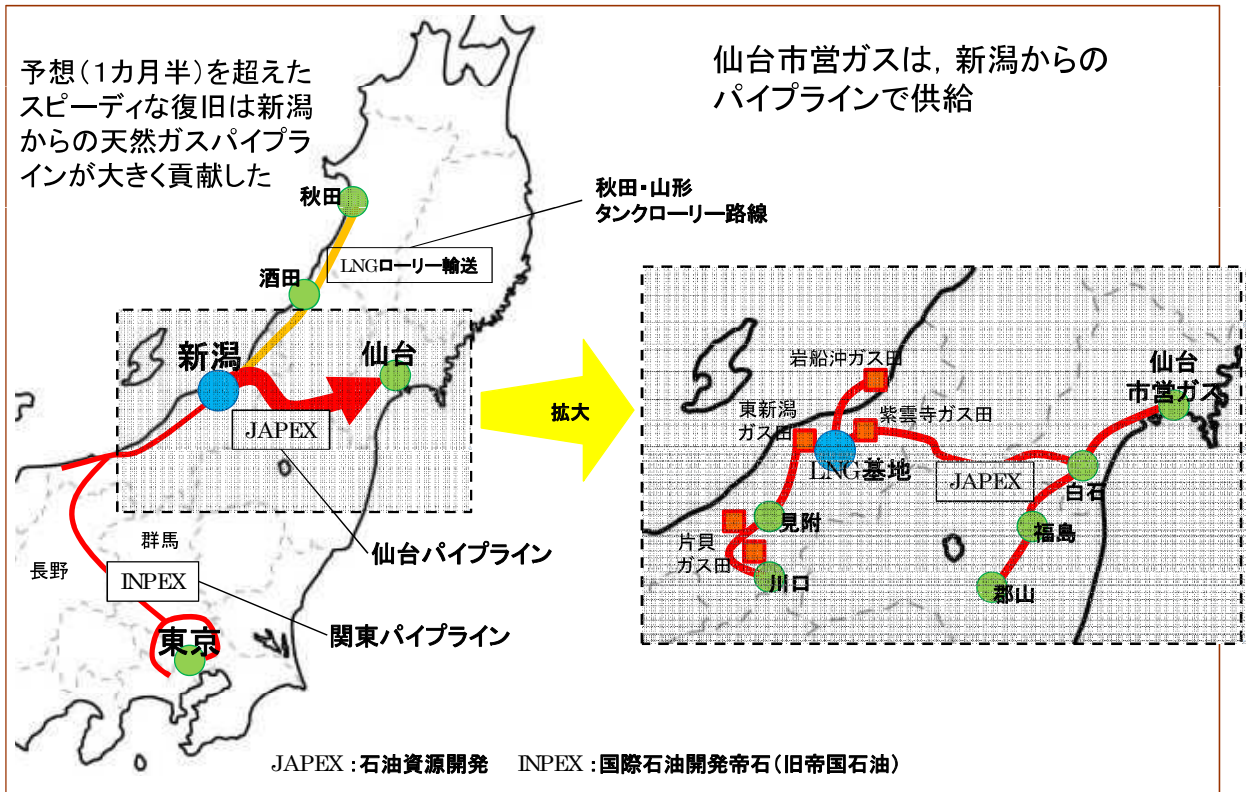 予想（１カ月半）を超えた
スピーディな復旧は新潟
からの天然ガスパイプラ
インが大きく貢献した
仙台市営ガスは，新潟からの
パイプラインで供給
秋田
秋田・山形
タンクローリー路線
LNGローリー輸送
酒田
新潟
仙台
JAPEX
拡大
仙台パイプライン
群馬
長野
INPEX
関東パイプライン
東京
岩船沖ガス田
仙台
市営ガス
東新潟
ガス田
紫雲寺ガス田
LNG基地
JAPEX
白石
見附
福島
片貝
ガス田
川口
郡山
JAPEX：石油資源開発　INPEX：国際石油開発帝石（旧帝国石油）